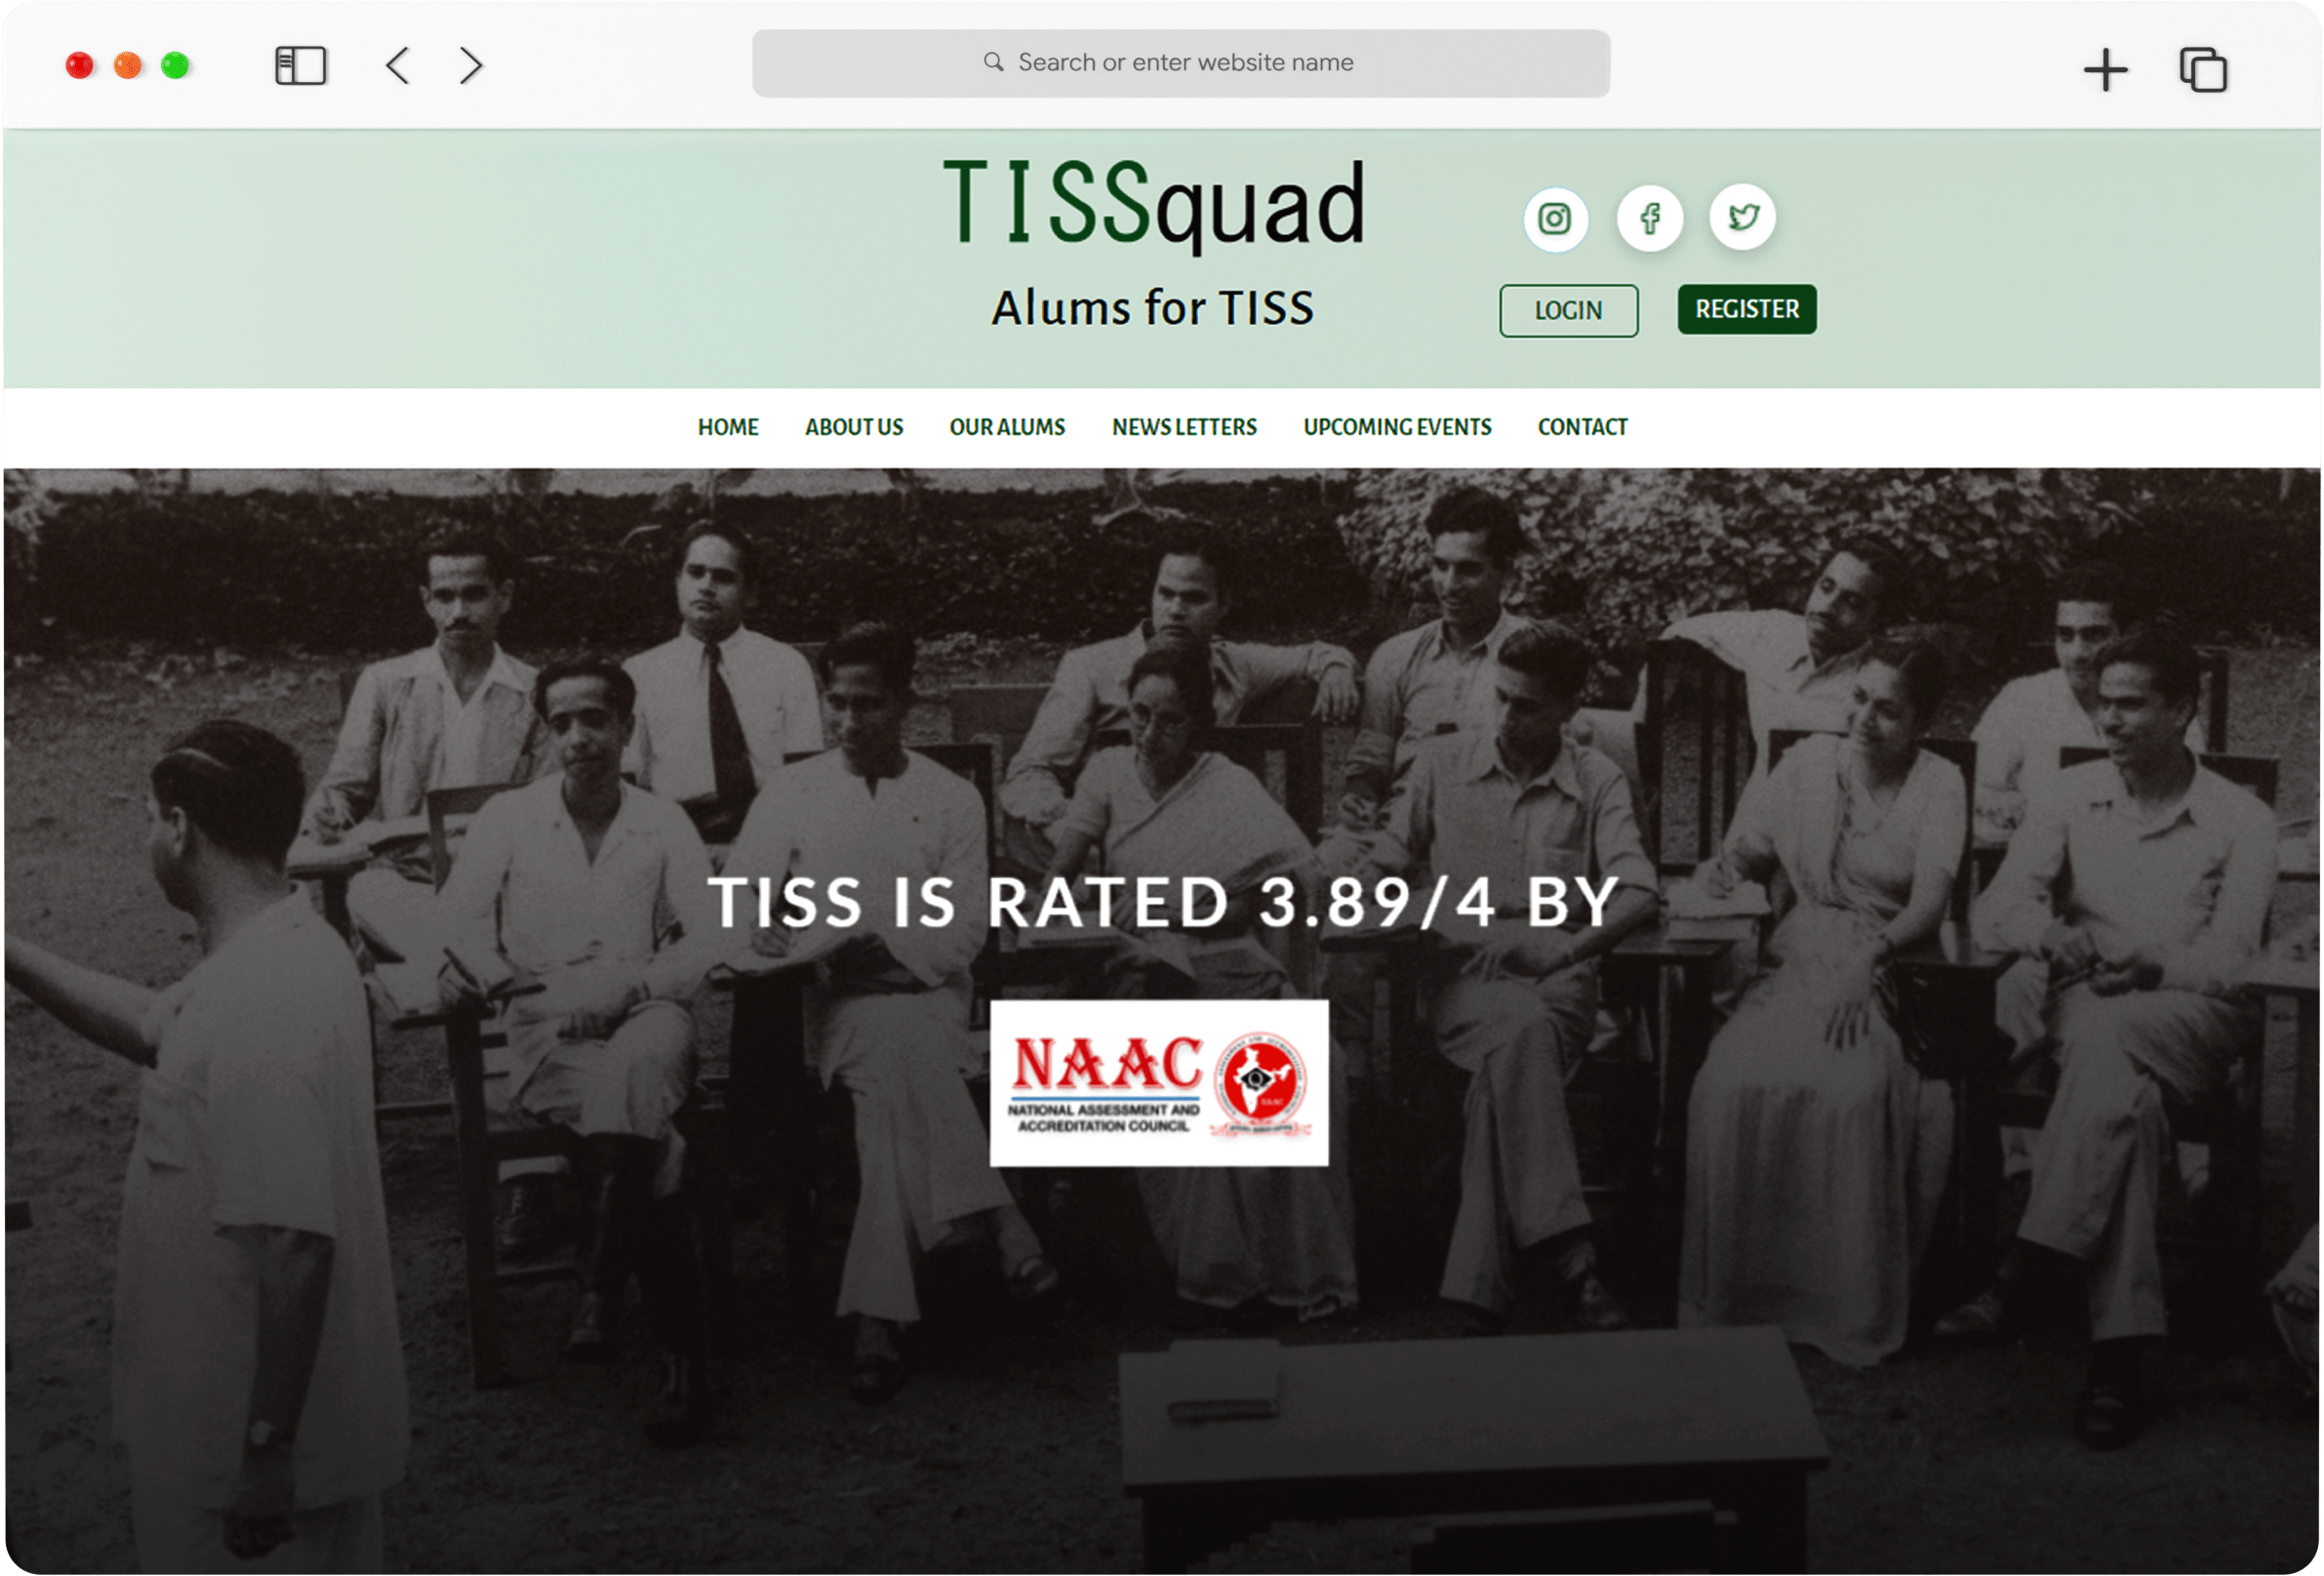 Search or enter website name
TISSquad
Alums for TISS
LOGIN
REGISTER
HOME
ABOUT US
OUR ALUMS
NEWS LETTERS
UPCOMING EVENTS
CONTACT
TISS IS RATED 3.89/4 BY
NAAC
NATIONAL ASSESSMENT AND
ACCREDITATION COUNCIL